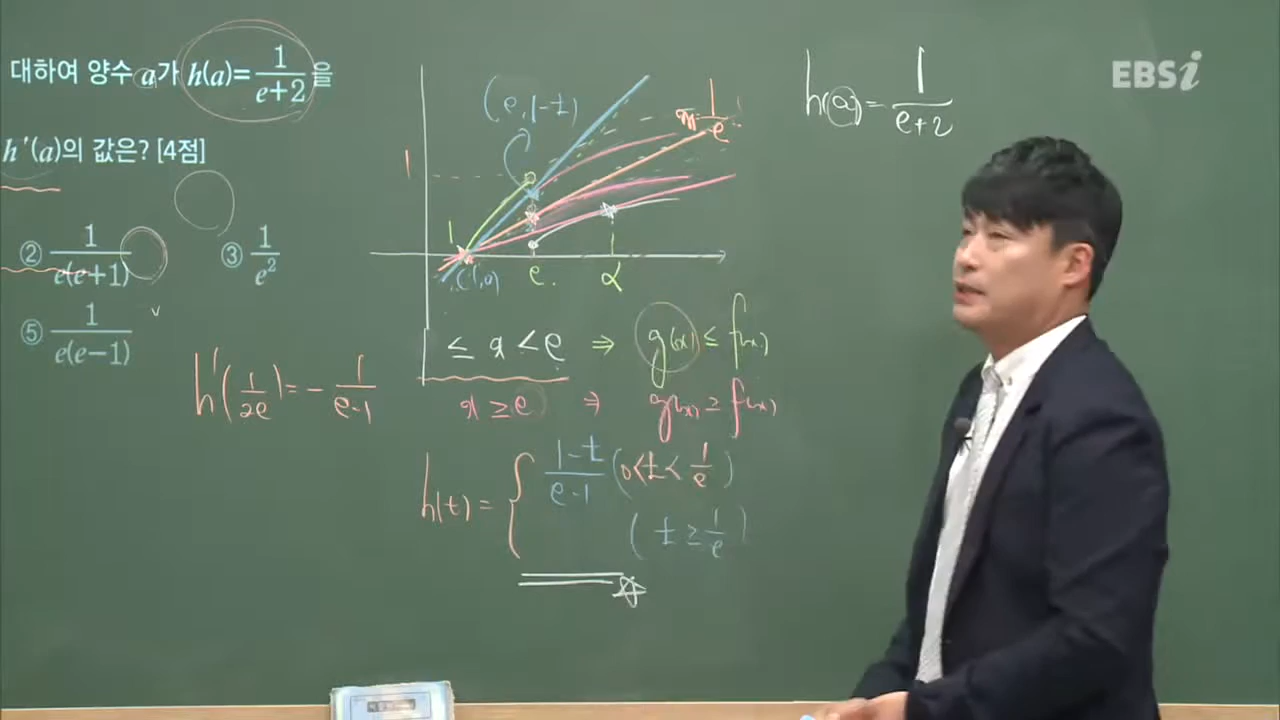 대하여 양수 a가 h(a)=1/(e+2)을
h′(a)의 값은? [4점]
② 1/(e(e+1))
③ 1/e²
⑤ 1/(e(e−1))
h′(1/2e)=−1/(e-1)
(e, 1-t)
1/e
1
1
(1,0)
e.
α
≤ x < e ⇒ g(x) ≤ f(x)
x ≥ e ⇒ g(x) ≥ f(x)
h(t) = { (1-t)/(e-1) (0<t<1/e)
(t ≥ 1/e)
h(a)=1/(e+2)
EBSi